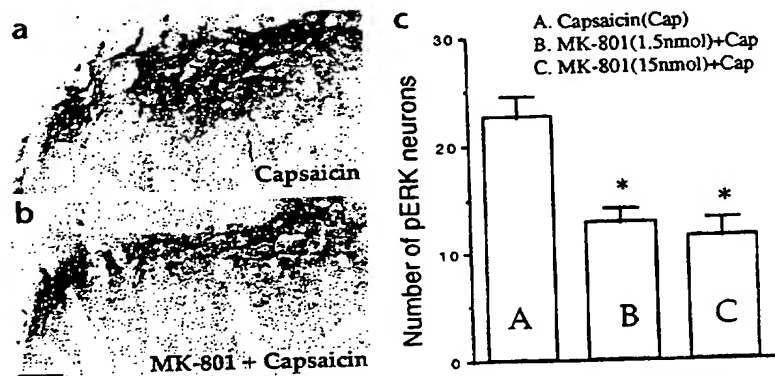 a
Capsaicin
b
MK-801 + Capsaicin
c
A. Capsaicin(Cap)
B. MK-801(1.5nmol)+Cap
C. MK-801(15nmol)+Cap
Number of pERK neurons
30
20
10
0
*
*
A
B
C